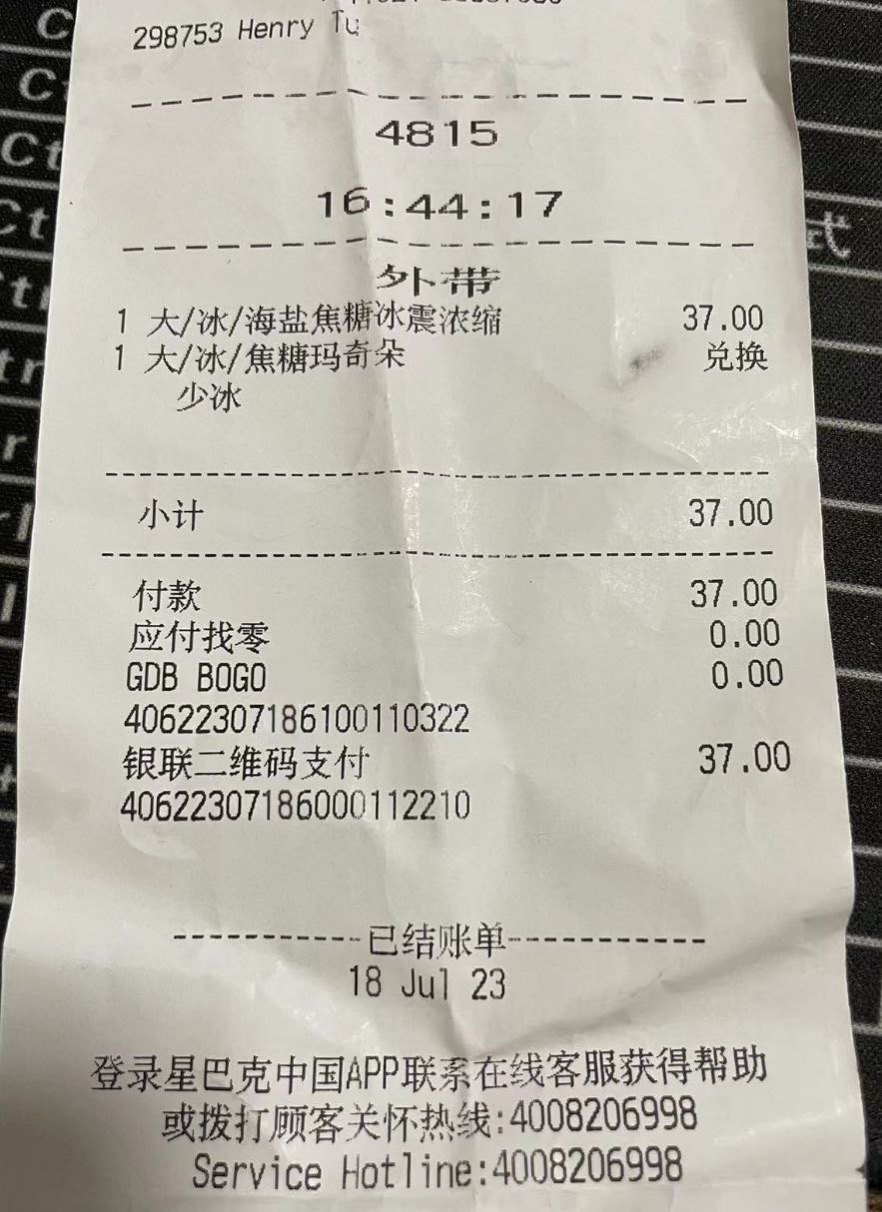 298753 Henry Tu
4815
16:44:17
外带
1 大/冰/海盐焦糖冰震浓缩 37.00
1 大/冰/焦糖玛奇朵 兑换
少冰
小计 37.00
付款 37.00
应付找零 0.00
GDB BOGO 0.00
40622307186100110322
银联二维码支付 37.00
40622307186000112210
-----------已结账单-----------
18 Jul 23
登录星巴克中国APP联系在线客服获得帮助
或拨打顾客关怀热线:4008206998
Service Hotline:4008206998
式